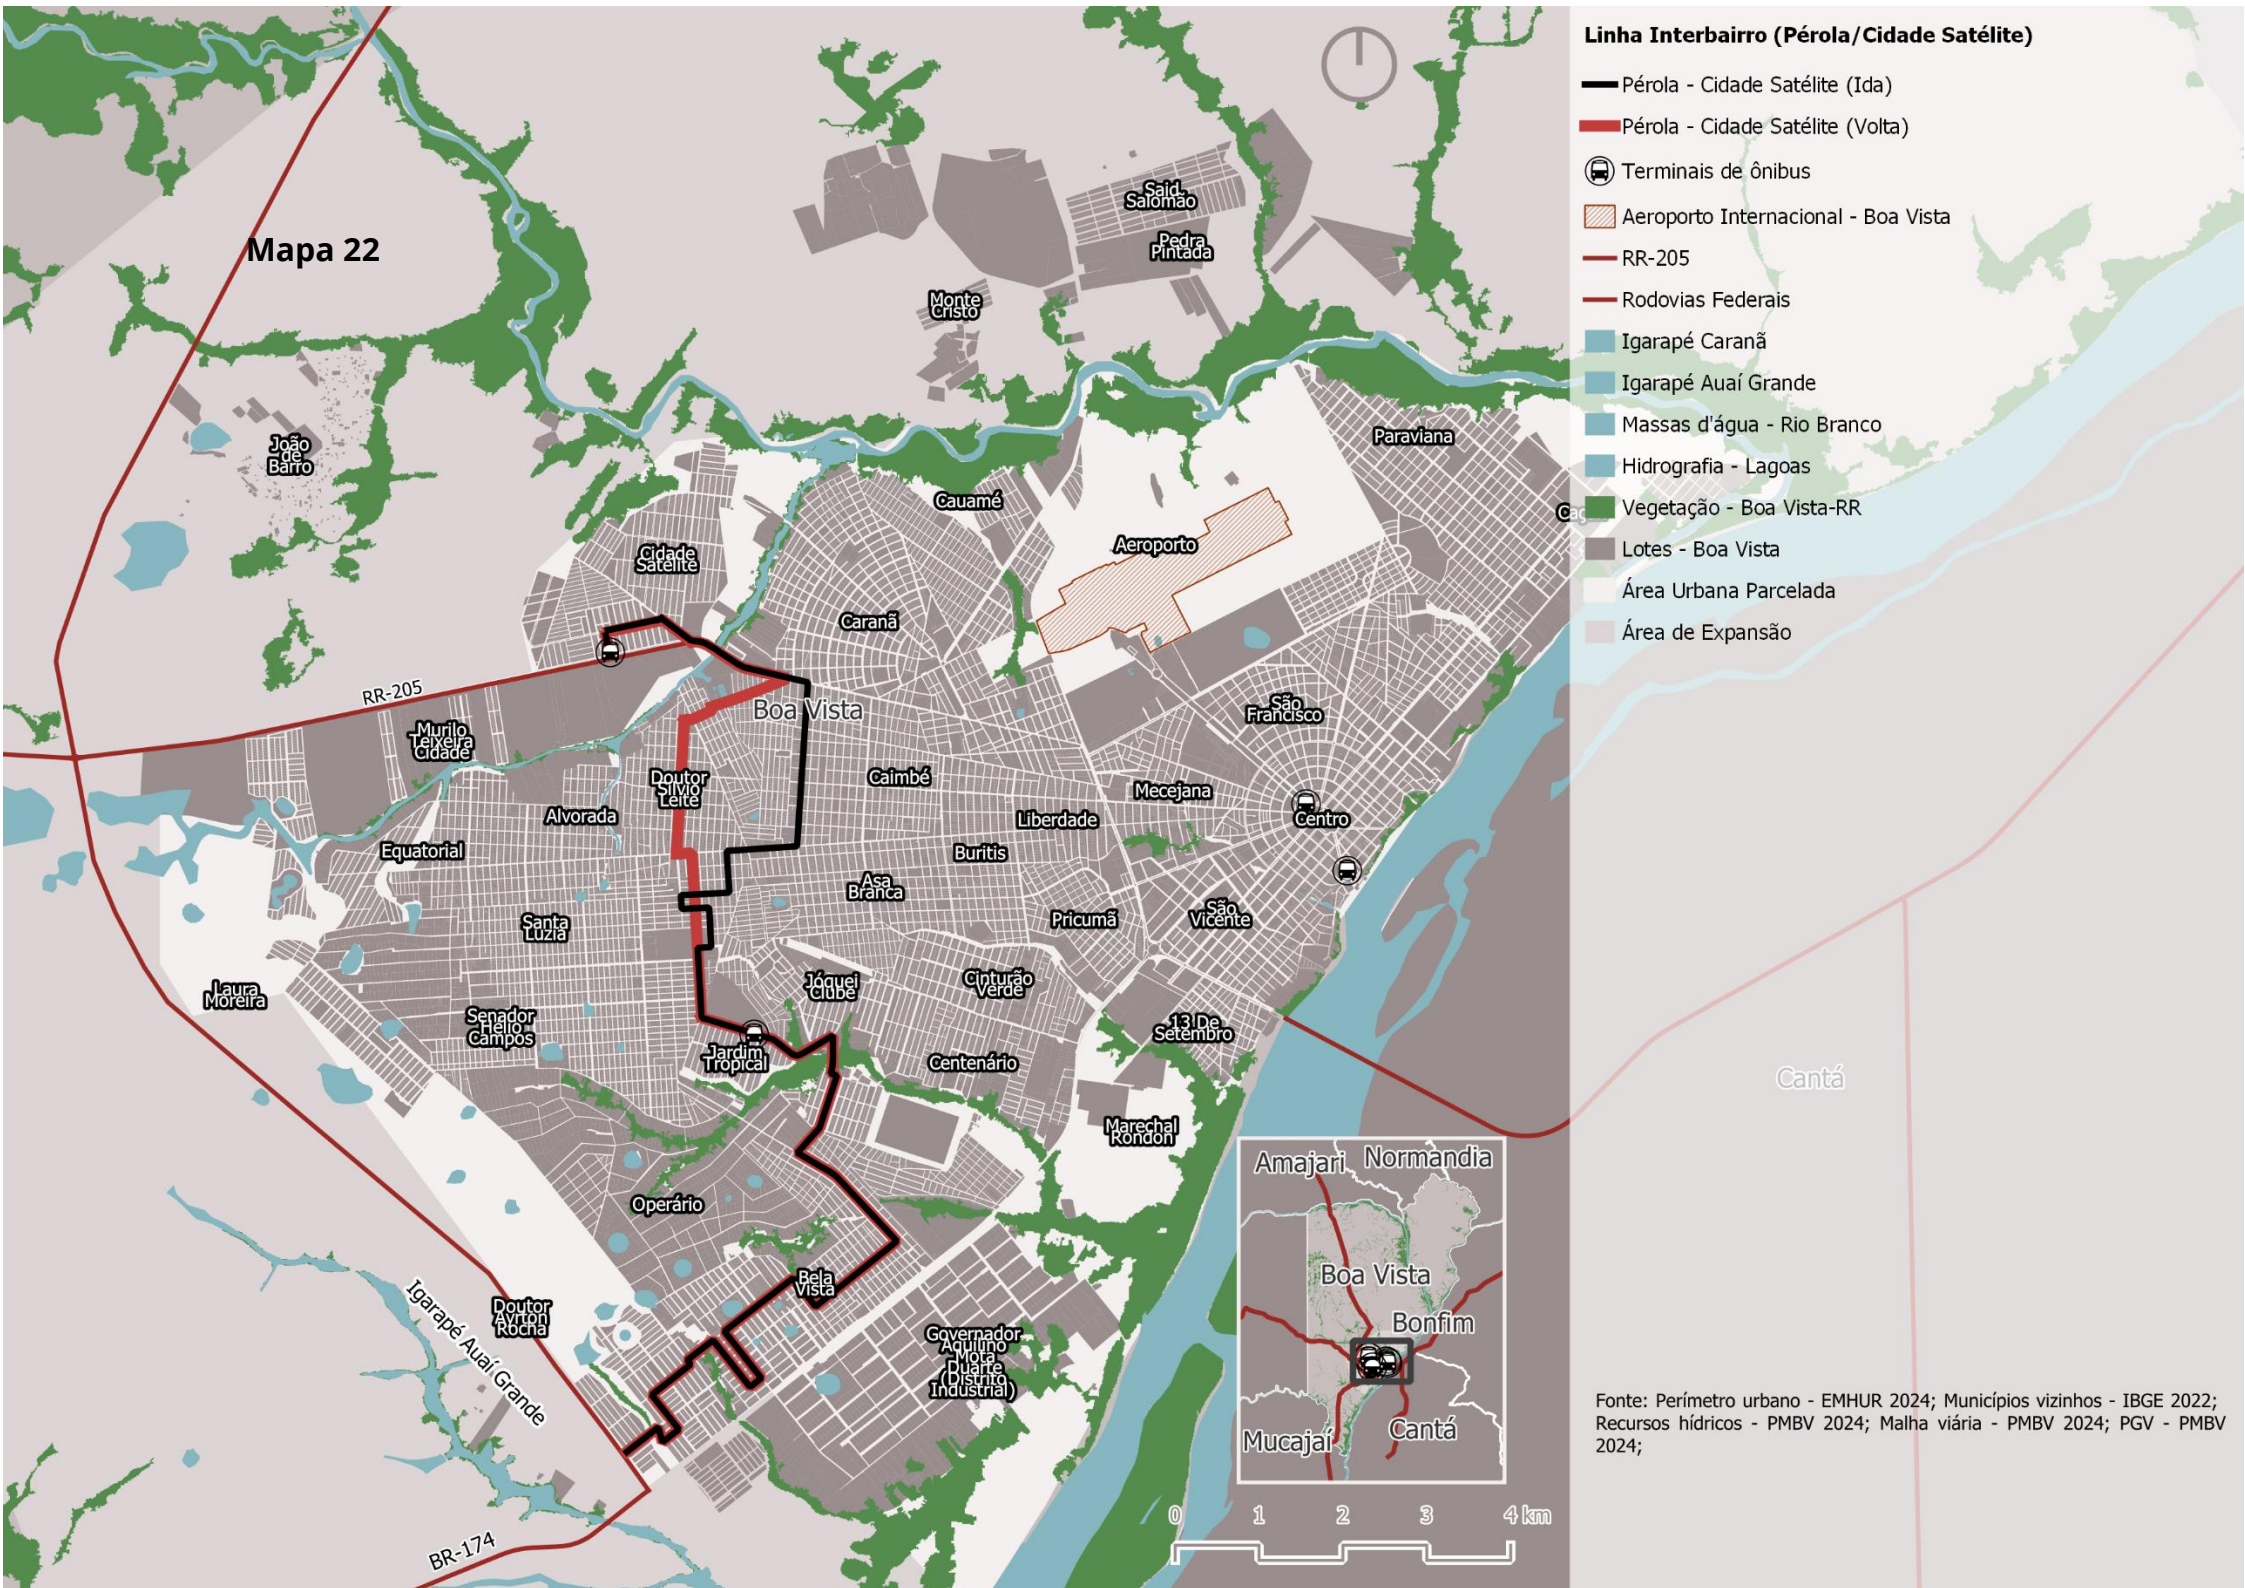 Linha Interbairro (Pérola/Cidade Satélite)
Pérola - Cidade Satélite (Ida)
Pérola - Cidade Satélite (Volta)
Terminais de ônibus
Aeroporto Internacional - Boa Vista
RR-205
Rodovias Federais
Igarapé Caranã
Igarapé Auaí Grande
Massas d'água - Rio Branco
Hidrografia - Lagoas
Vegetação - Boa Vista-RR
Lotes - Boa Vista
Área Urbana Parcelada
Área de Expansão
Mapa 22
Said
Salomão
Pedra
Pintada
Monte
Cristo
João
de
Barro
Paraviana
Cauamé
Aeroporto
Cidade
Satélite
Caranã
RR-205
Boa Vista
São
Francisco
Murilo
Teixeira
Cidade
Doutor
Silvio
Leite
Caimbé
Mecejana
Alvorada
Liberdade
Centro
Equatorial
Buritis
Asa
Branca
Santa
Luzia
Pricumã
São
Vicente
Laura
Moreira
Jóquei
Clube
Cinturão
Verde
Senador
Hélio
Campos
13 De
Setembro
Jardim
Tropical
Centenário
Marechal
Rondon
Cantá
Operário
Bela
Vista
Doutor
Ayrton
Rocha
Igarapé Auaí Grande
Governador
Aquilino
Mota
Duarte
(Distrito
Industrial)
BR-174
Amajari
Normandia
Boa Vista
Bonfim
Mucajaí
Cantá
0 1 2 3 4 km
Fonte: Perímetro urbano - EMHUR 2024; Municípios vizinhos - IBGE 2022;
Recursos hídricos - PMBV 2024; Malha viária - PMBV 2024; PGV - PMBV
2024;